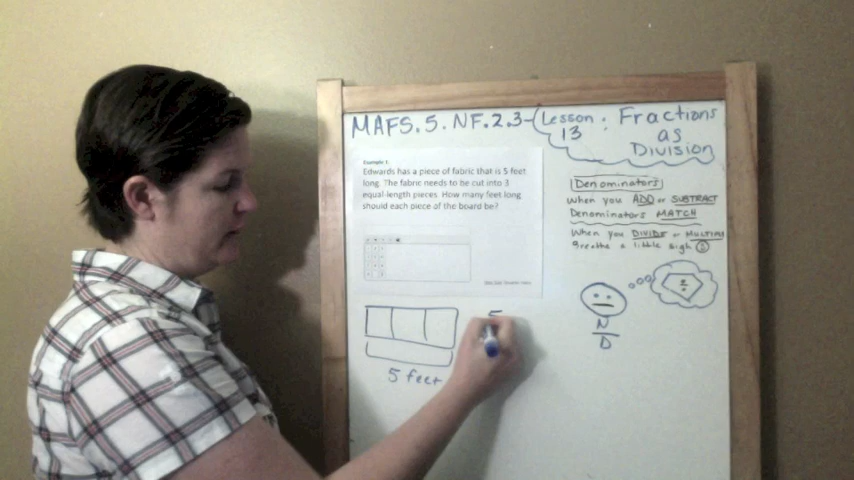 MAFS.5.NF.2.3- Lesson 13: Fractions
as
Division
Example 1
Edwards has a piece of fabric that is 5 feet
long. The fabric needs to be cut into 3
equal-length pieces. How many feet long
should each piece of the board be?
Denominators
When you ADD or SUBTRACT
Denominators MATCH
When you DIVIDE or MULTIPLY
Breathe a little sigh
N
D
5 feet
5